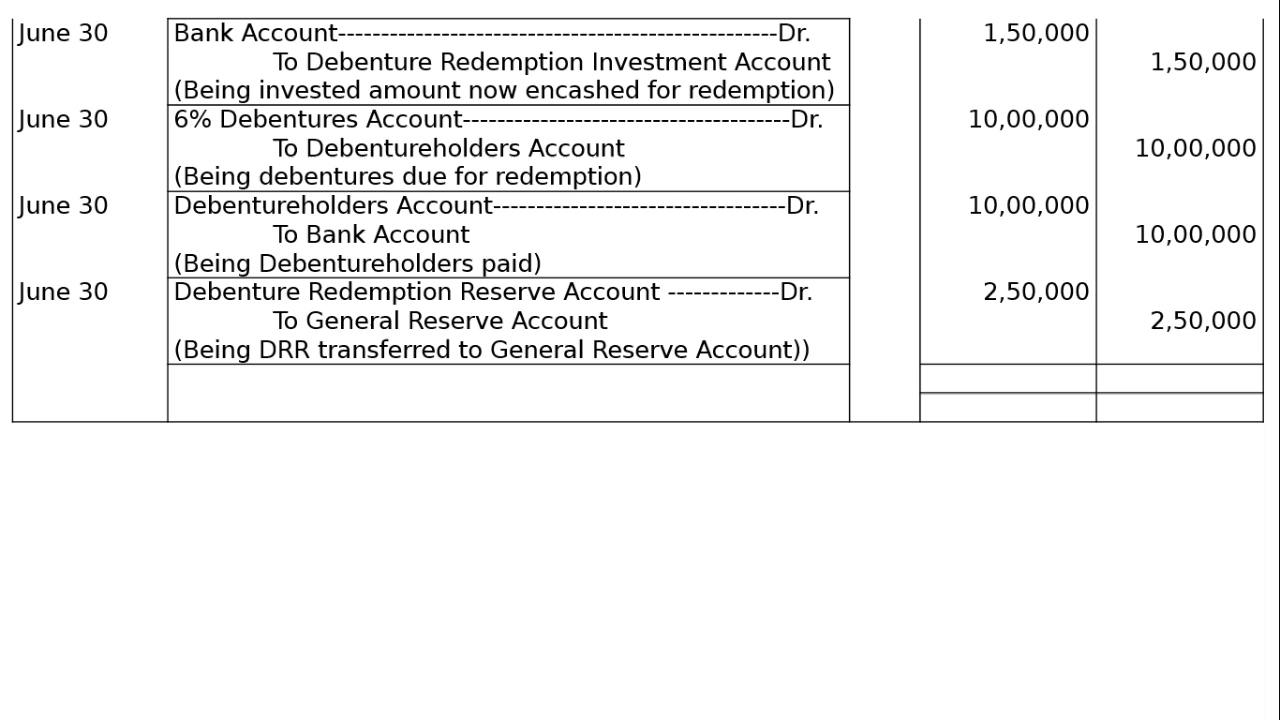 June 30 Bank Account---------------------------------------------------Dr. 1,50,000
To Debenture Redemption Investment Account 1,50,000
(Being invested amount now encashed for redemption)
June 30 6% Debentures Account--------------------------------------Dr. 10,00,000
To Debentureholders Account 10,00,000
(Being debentures due for redemption)
June 30 Debentureholders Account----------------------------------Dr. 10,00,000
To Bank Account 10,00,000
(Being Debentureholders paid)
June 30 Debenture Redemption Reserve Account -------------Dr. 2,50,000
To General Reserve Account 2,50,000
(Being DRR transferred to General Reserve Account))